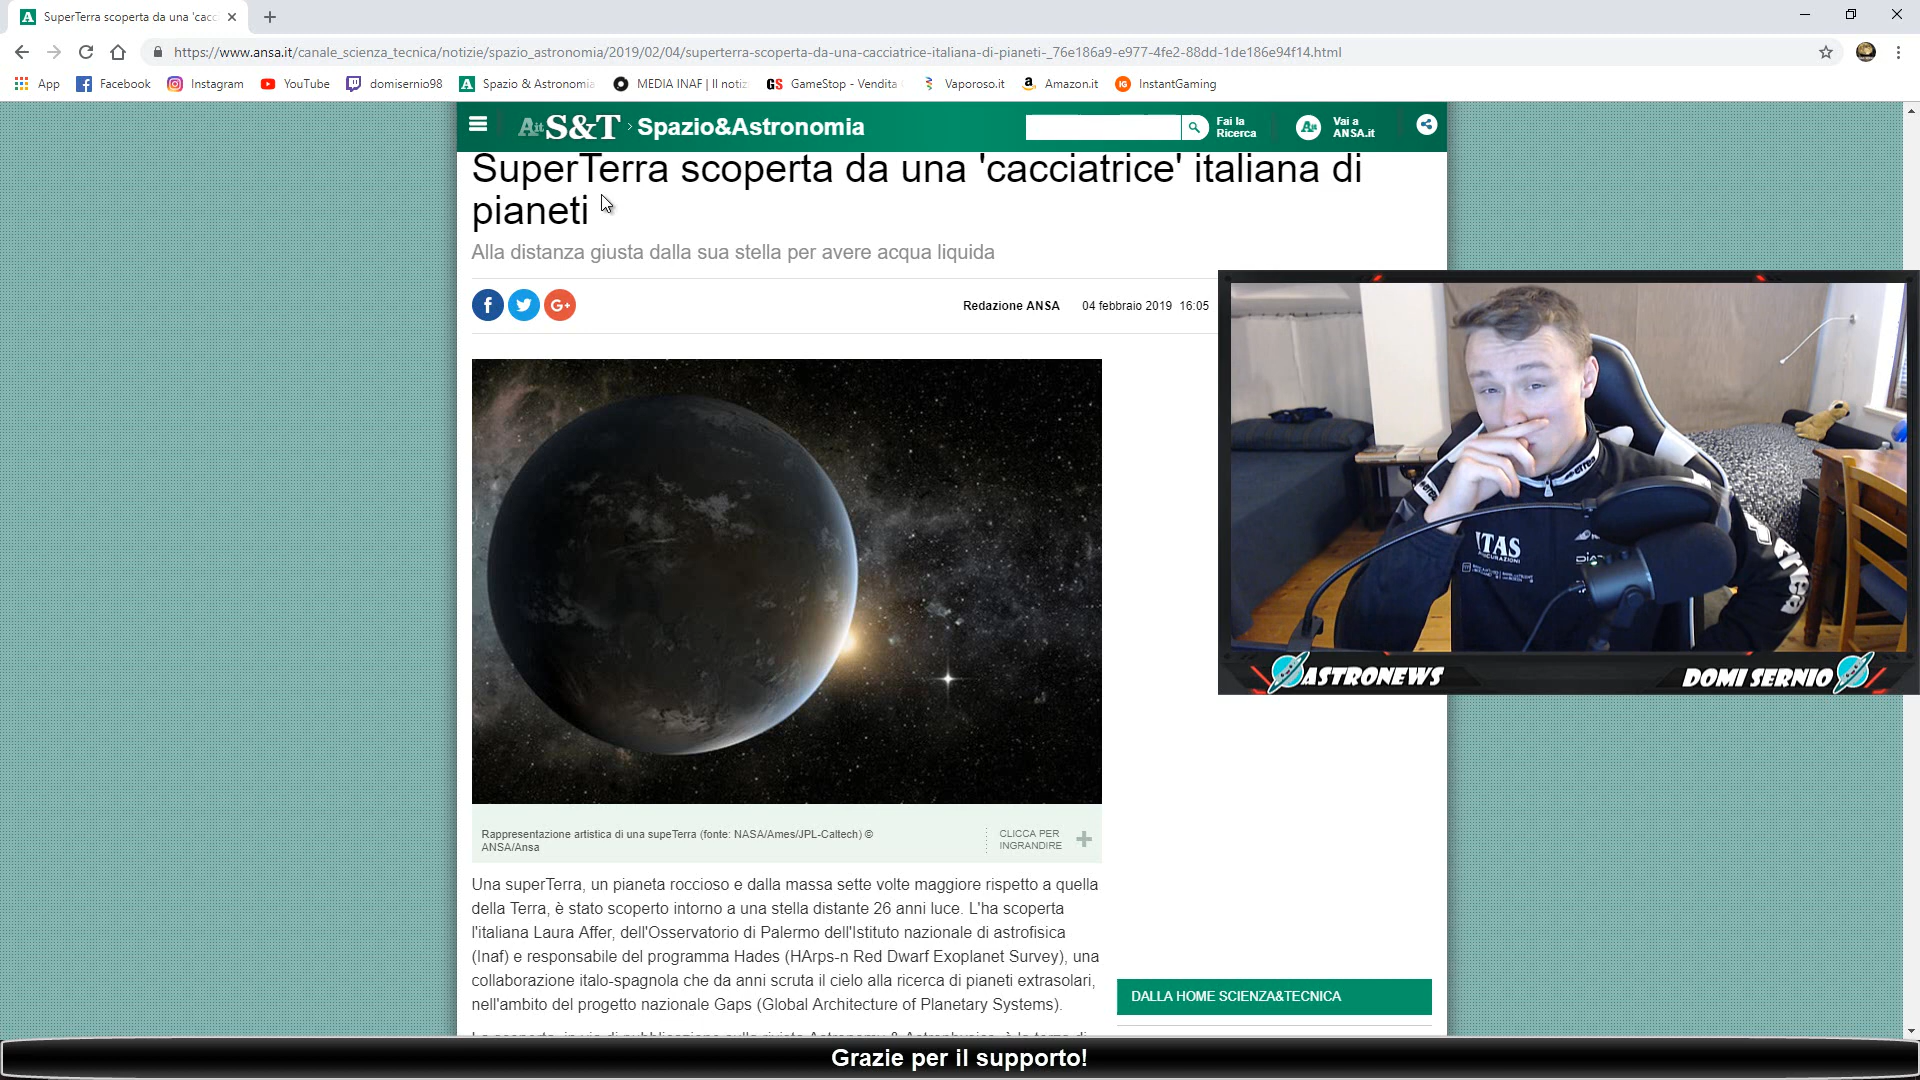 SuperTerra scoperta da una 'cacc
https://www.ansa.it/canale_scienza_tecnica/notizie/spazio_astronomia/2019/02/04/superterra-scoperta-da-una-cacciatrice-italiana-di-pianeti-_76e186a9-e977-4fe2-88dd-1de186e94f14.html
App Facebook Instagram YouTube domisernio98 Spazio & Astronomia MEDIA INAF | Il notiz GameStop - Vendita Vaporoso.it Amazon.it InstantGaming
Ait S&T › Spazio&Astronomia
Fai la
Ricerca
Vai a
ANSA.it
SuperTerra scoperta da una 'cacciatrice' italiana di
pianeti
Alla distanza giusta dalla sua stella per avere acqua liquida
Redazione ANSA 04 febbraio 2019 16:05
ITAS
ASTRONEWS
DOMI SERNIO
Rappresentazione artistica di una supeTerra (fonte: NASA/Ames/JPL-Caltech) ©
ANSA/Ansa
CLICCA PER
INGRANDIRE
Una superTerra, un pianeta roccioso e dalla massa sette volte maggiore rispetto a quella
della Terra, è stato scoperto intorno a una stella distante 26 anni luce. L'ha scoperta
l'italiana Laura Affer, dell'Osservatorio di Palermo dell'Istituto nazionale di astrofisica
(Inaf) e responsabile del programma Hades (HArps-n Red Dwarf Exoplanet Survey), una
collaborazione italo-spagnola che da anni scruta il cielo alla ricerca di pianeti extrasolari,
nell'ambito del progetto nazionale Gaps (Global Architecture of Planetary Systems).
DALLA HOME SCIENZA&TECNICA
Grazie per il supporto!